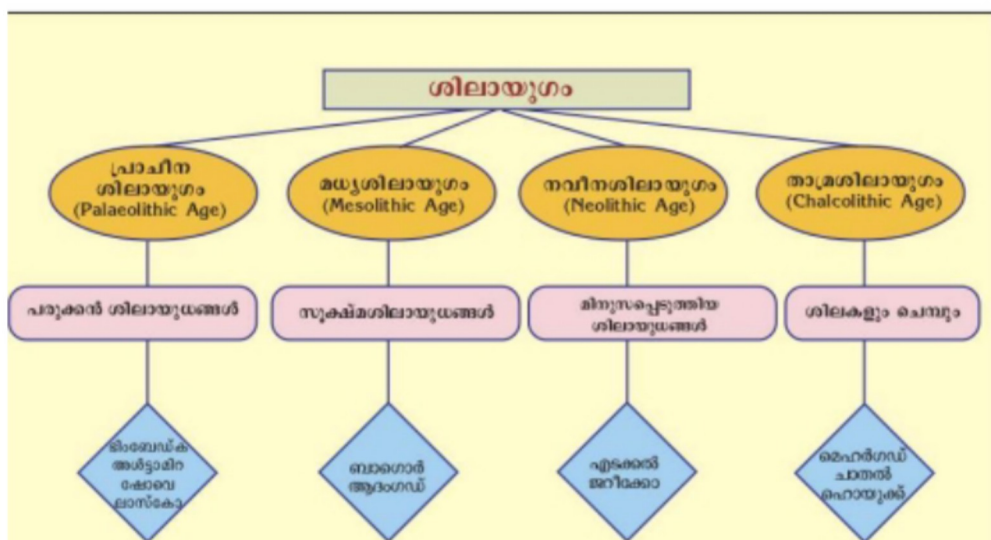 ശിലായുഗം
പ്രാചീന
ശിലായുഗം
(Palaeolithic Age)
മധ്യശിലായുഗം
(Mesolithic Age)
നവീനശിലായുഗം
(Neolithic Age)
താമ്രശിലായുഗം
(Chalcolithic Age)
പരുക്കൻ ശിലായുധങ്ങൾ
സൂക്ഷ്മശിലായുധങ്ങൾ
മിനുസപ്പെടുത്തിയ
ശിലായുധങ്ങൾ
ശിലകളും ചെമ്പും
ഭിംബേഡ്ക
അൾട്ടാമിറ
ഷോവെ
ലാസ്കോ
ബാഗൊർ
ആദംഗഡ്
എടക്കൽ
ജറീക്കോ
മെഹർഗഡ്
ചാതൽ
ഹൊയുക്ക്